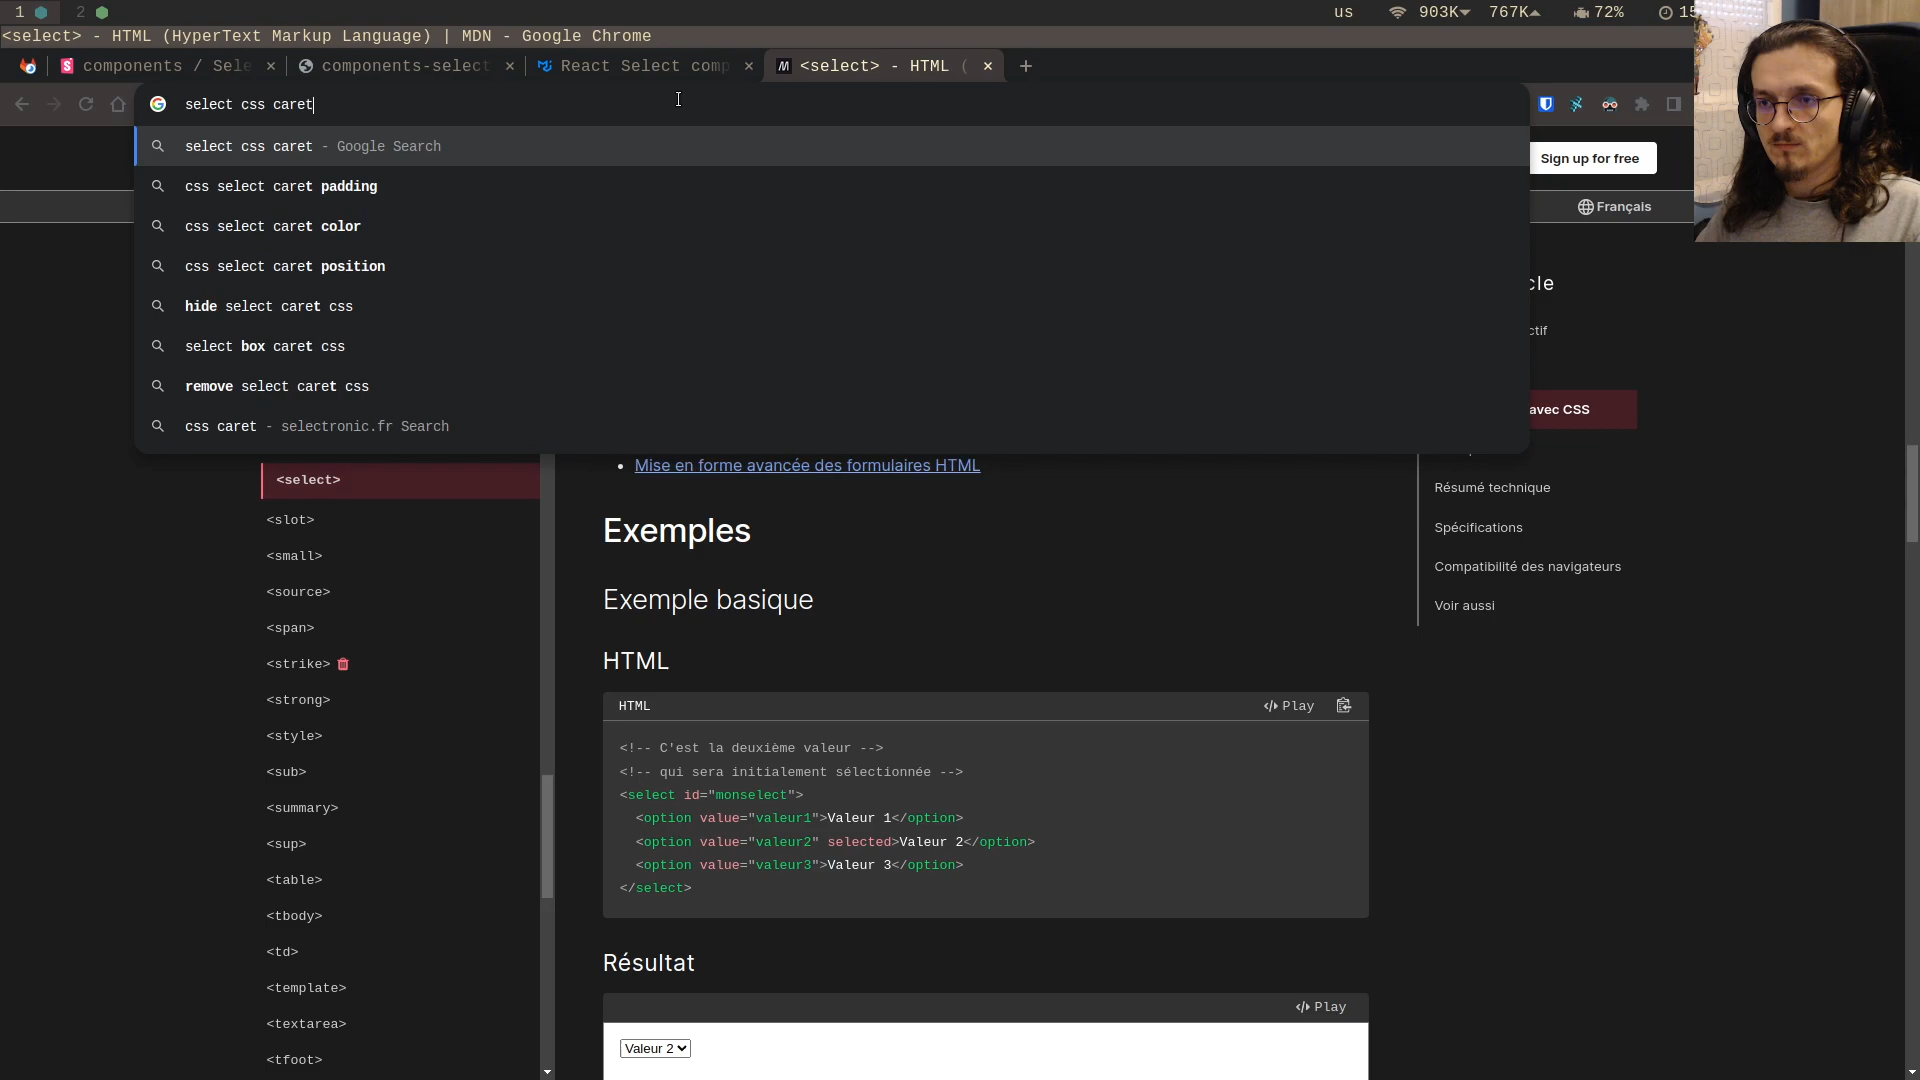 1 2 us 903K 767K 72% 15
<select> - HTML (HyperText Markup Language) | MDN - Google Chrome
components / Sele components-select React Select comp <select> - HTML (
select css caret
select css caret - Google Search
Sign up for free
css select caret padding
Français
css select caret color
css select caret position
hide select caret css
select box caret css
remove select caret css
avec CSS
css caret - selectronic.fr Search
Mise en forme avancée des formulaires HTML
<select>
Résumé technique
<slot>
Exemples
Spécifications
<small>
Compatibilité des navigateurs
<source>
Exemple basique
Voir aussi
<span>
<strike>
HTML
<strong>
HTML Play
<style>
<!-- C'est la deuxième valeur -->
<sub>
<!-- qui sera initialement sélectionnée -->
<select id="monselect">
<summary>
<option value="valeur1">Valeur 1</option>
<sup>
<option value="valeur2" selected>Valeur 2</option>
<option value="valeur3">Valeur 3</option>
<table>
</select>
<tbody>
<td>
Résultat
<template>
Play
<textarea>
Valeur 2
<tfoot>